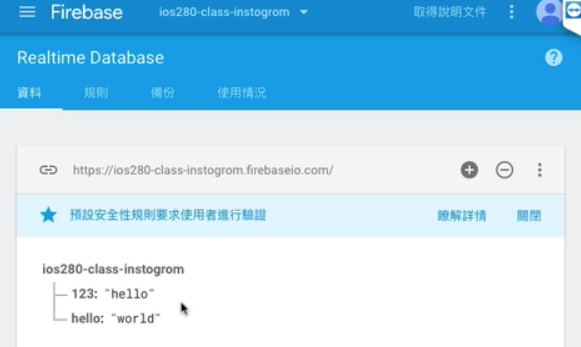 Firebase ios280-class-instogrom 取得說明文件
Realtime Database
資料 規則 備份 使用情況
https://ios280-class-instogrom.firebaseio.com/
預設安全性規則要求使用者進行驗證 瞭解詳情 關閉
ios280-class-instogrom
123: "hello"
hello: "world"